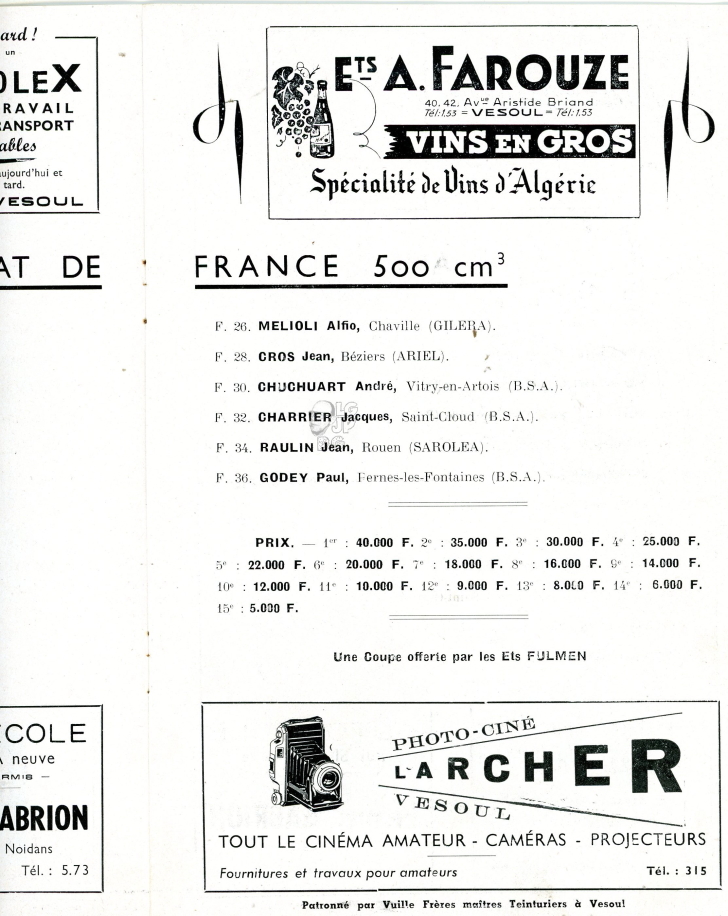 ard !
un
OLEX
RAVAIL
RANSPORT
ables
aujourd'hui et
tard.
VESOUL
ETS A. FAROUZE
40. 42. Avue Aristide Briand
Tél: 1.53 = VESOUL = Tél: 1.53
VINS EN GROS
Spécialité de Vins d'Algérie
AT DE
FRANCE 500 cm³
F. 26. MELIOLI Alfio, Chaville (GILERA).
F. 28. CROS Jean, Béziers (ARIEL).
F. 30. CHUCHUART André, Vitry-en-Artois (B.S.A.).
F. 32. CHARRIER Jacques, Saint-Cloud (B.S.A.).
F. 34. RAULIN Jean, Rouen (SAROLEA).
F. 36. GODEY Paul, Fernes-les-Fontaines (B.S.A.).
PRIX. — 1er : 40.000 F. 2e : 35.000 F. 3e : 30.000 F. 4e : 25.000 F.
5e : 22.000 F. 6e : 20.000 F. 7e : 18.000 F. 8e : 16.000 F. 9e : 14.000 F.
10e : 12.000 F. 11e : 10.000 F. 12e : 9.000 F. 13e : 8.000 F. 14e : 6.000 F.
15e : 5.000 F.
Une Coupe offerte par les Ets FULMEN
ECOLE
A neuve
ERMIS —
ABRION
Noidans
Tél. : 5.73
PHOTO-CINÉ
L'ARCHER
VESOUL
TOUT LE CINÉMA AMATEUR - CAMÉRAS - PROJECTEURS
Fournitures et travaux pour amateurs Tél. : 315
Patronné par Vuille Frères maîtres Teinturiers à Vesoul